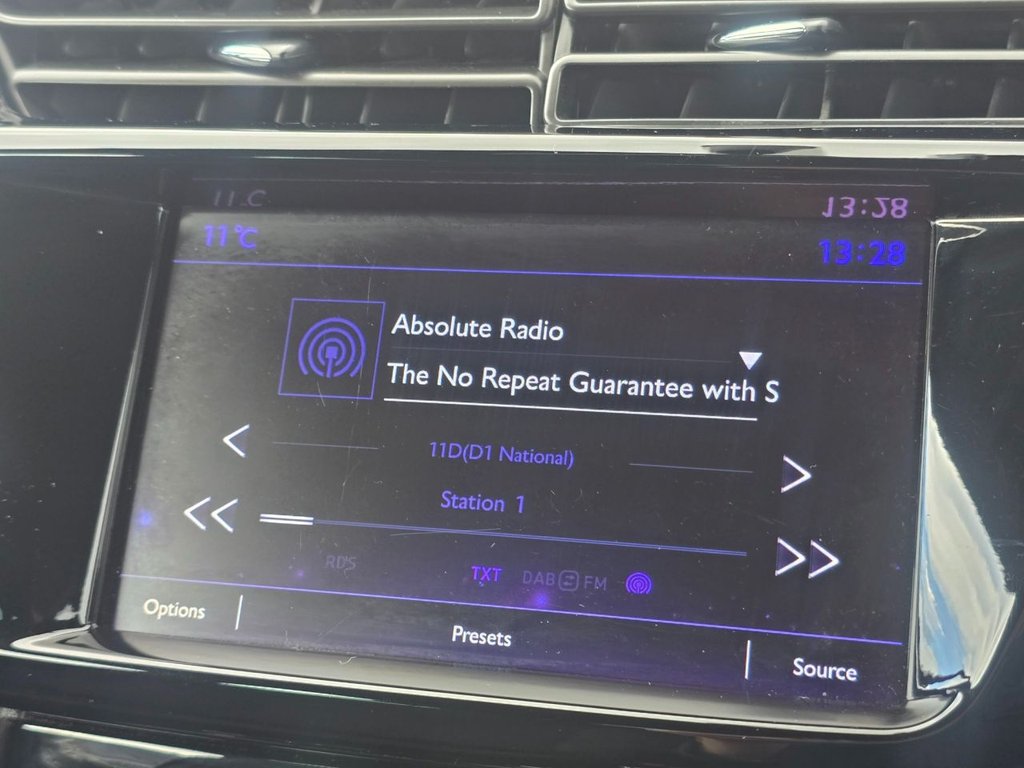 11°C 13:28
Absolute Radio
The No Repeat Guarantee with S
11D(D1 National)
Station 1
RDS TXT DAB FM
Options Presets Source